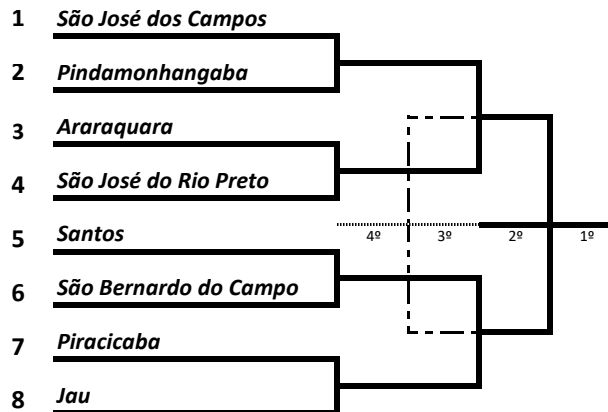 1 São José dos Campos
2 Pindamonhangaba
3 Araraquara
4 São José do Rio Preto
4º 3º 2º 1º
5 Santos
6 São Bernardo do Campo
7 Piracicaba
8 Jau